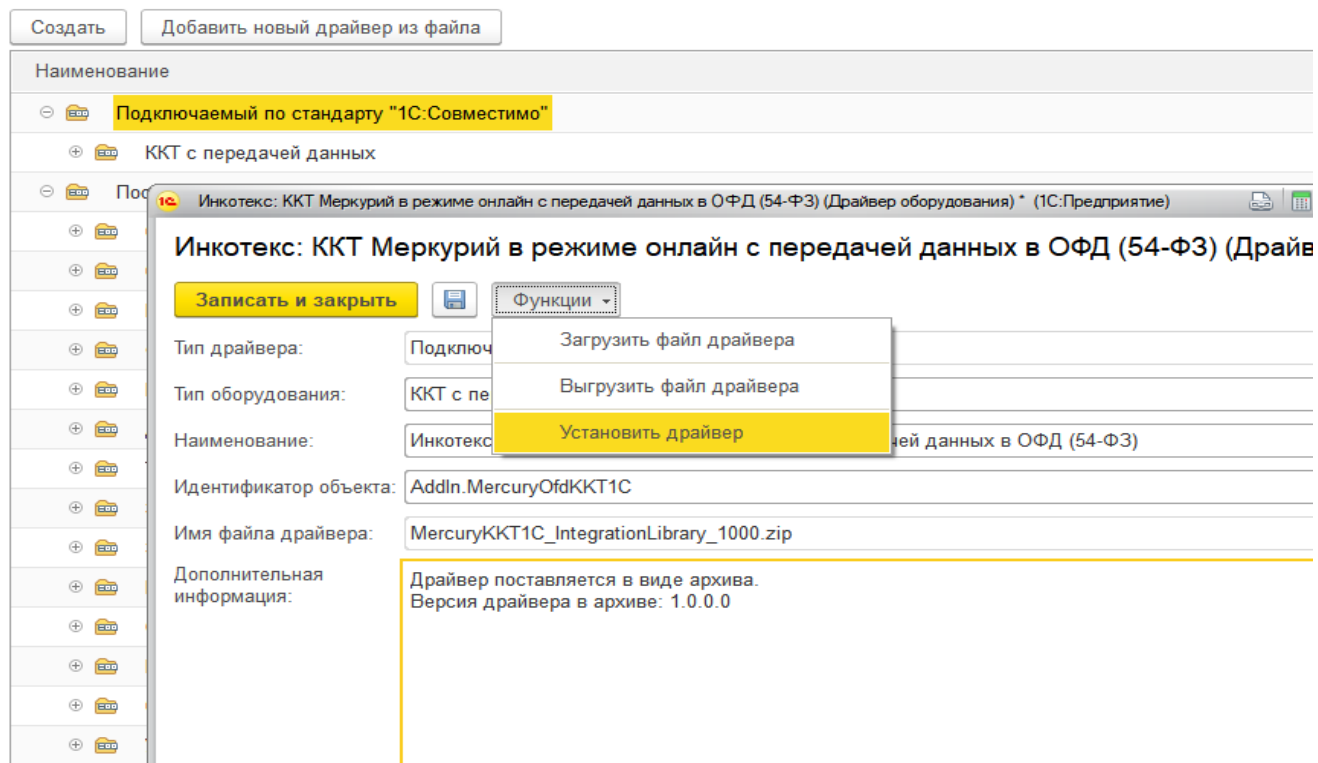 Создать
Добавить новый драйвер из файла
Наименование
Подключаемый по стандарту "1С:Совместимо"
ККТ с передачей данных
Инкотекс: ККТ Меркурий в режиме онлайн с передачей данных в ОФД (54-ФЗ) (Драйвер оборудования) * (1С:Предприятие)
Инкотекс: ККТ Меркурий в режиме онлайн с передачей данных в ОФД (54-ФЗ) (Драйв
Записать и закрыть
Функции
Загрузить файл драйвера
Тип драйвера:
Подключ
Выгрузить файл драйвера
Тип оборудования:
ККТ с пе
Установить драйвер
Наименование:
Инкотекс
чей данных в ОФД (54-ФЗ)
Идентификатор объекта:
AddIn.MercuryOfdKKT1C
Имя файла драйвера:
MercuryKKT1C_IntegrationLibrary_1000.zip
Дополнительная
информация:
Драйвер поставляется в виде архива.
Версия драйвера в архиве: 1.0.0.0